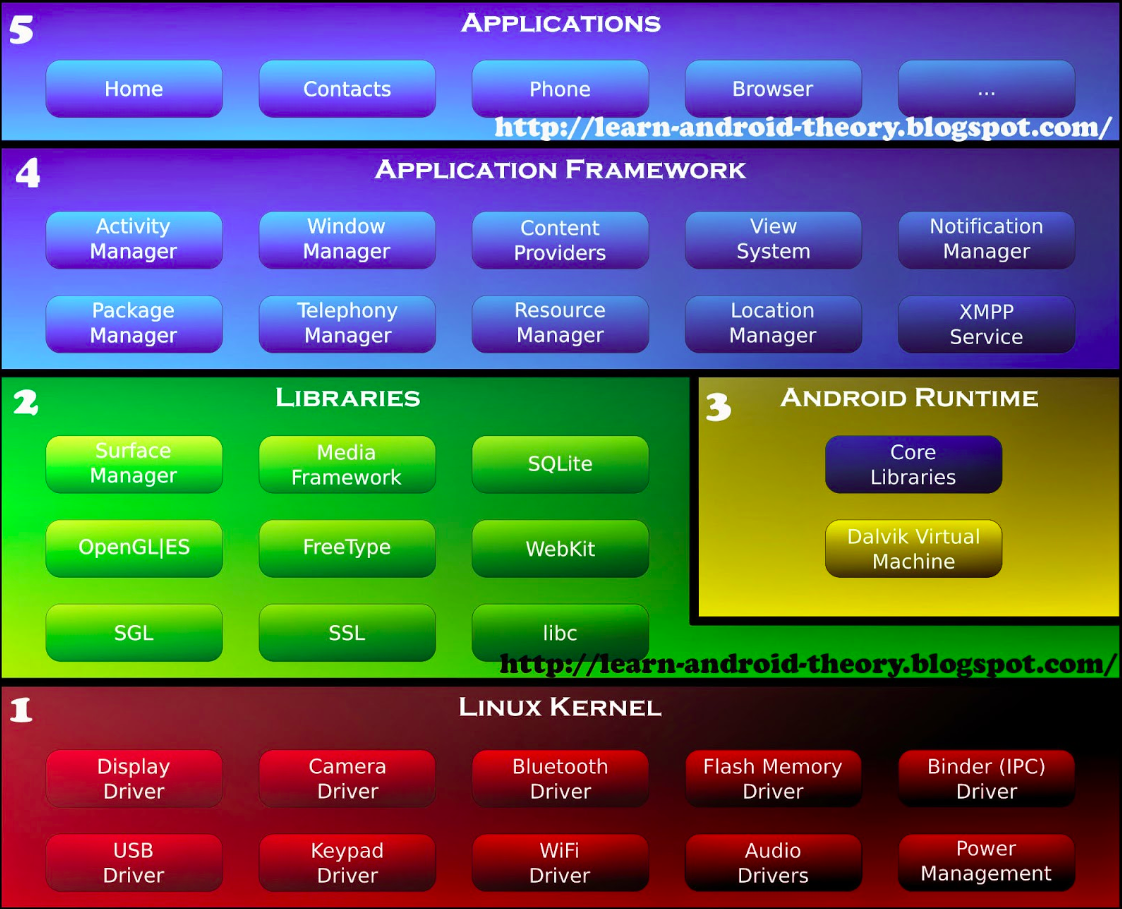 5
APPLICATIONS
Home
Contacts
Phone
Browser
...
http://learn-android-theory.blogspot.com/
4
APPLICATION FRAMEWORK
Activity
Manager
Window
Manager
Content
Providers
View
System
Notification
Manager
Package
Manager
Telephony
Manager
Resource
Manager
Location
Manager
XMPP
Service
2
LIBRARIES
Surface
Manager
Media
Framework
SQLite
OpenGL|ES
FreeType
WebKit
SGL
SSL
libc
3
ANDROID RUNTIME
Core
Libraries
Dalvik Virtual
Machine
http://learn-android-theory.blogspot.com/
1
LINUX KERNEL
Display
Driver
Camera
Driver
Bluetooth
Driver
Flash Memory
Driver
Binder (IPC)
Driver
USB
Driver
Keypad
Driver
WiFi
Driver
Audio
Drivers
Power
Management